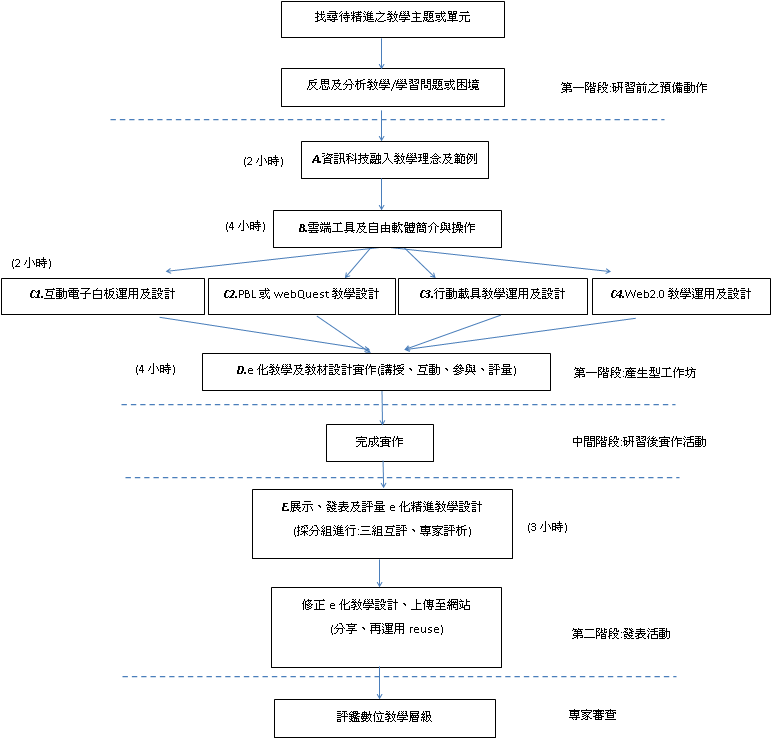 找尋待精進之教學主題或單元
反思及分析教學/學習問題或困境
第一階段:研習前之預備動作
(2 小時)
A.資訊科技融入教學理念及範例
(4 小時)
B.雲端工具及自由軟體簡介與操作
(2 小時)
C1.互動電子白板運用及設計
C2.PBL 或 webQuest 教學設計
C3.行動載具教學運用及設計
C4.Web2.0 教學運用及設計
(4 小時)
D.e 化教學及教材設計實作(講授、互動、參與、評量)
第一階段:產生型工作坊
完成實作
中間階段:研習後實作活動
E.展示、發表及評量 e 化精進教學設計
(採分組進行:三組互評、專家評析)
(3 小時)
修正 e 化教學設計、上傳至網站
(分享、再運用 reuse)
第二階段:發表活動
評鑑數位教學層級
專家審查